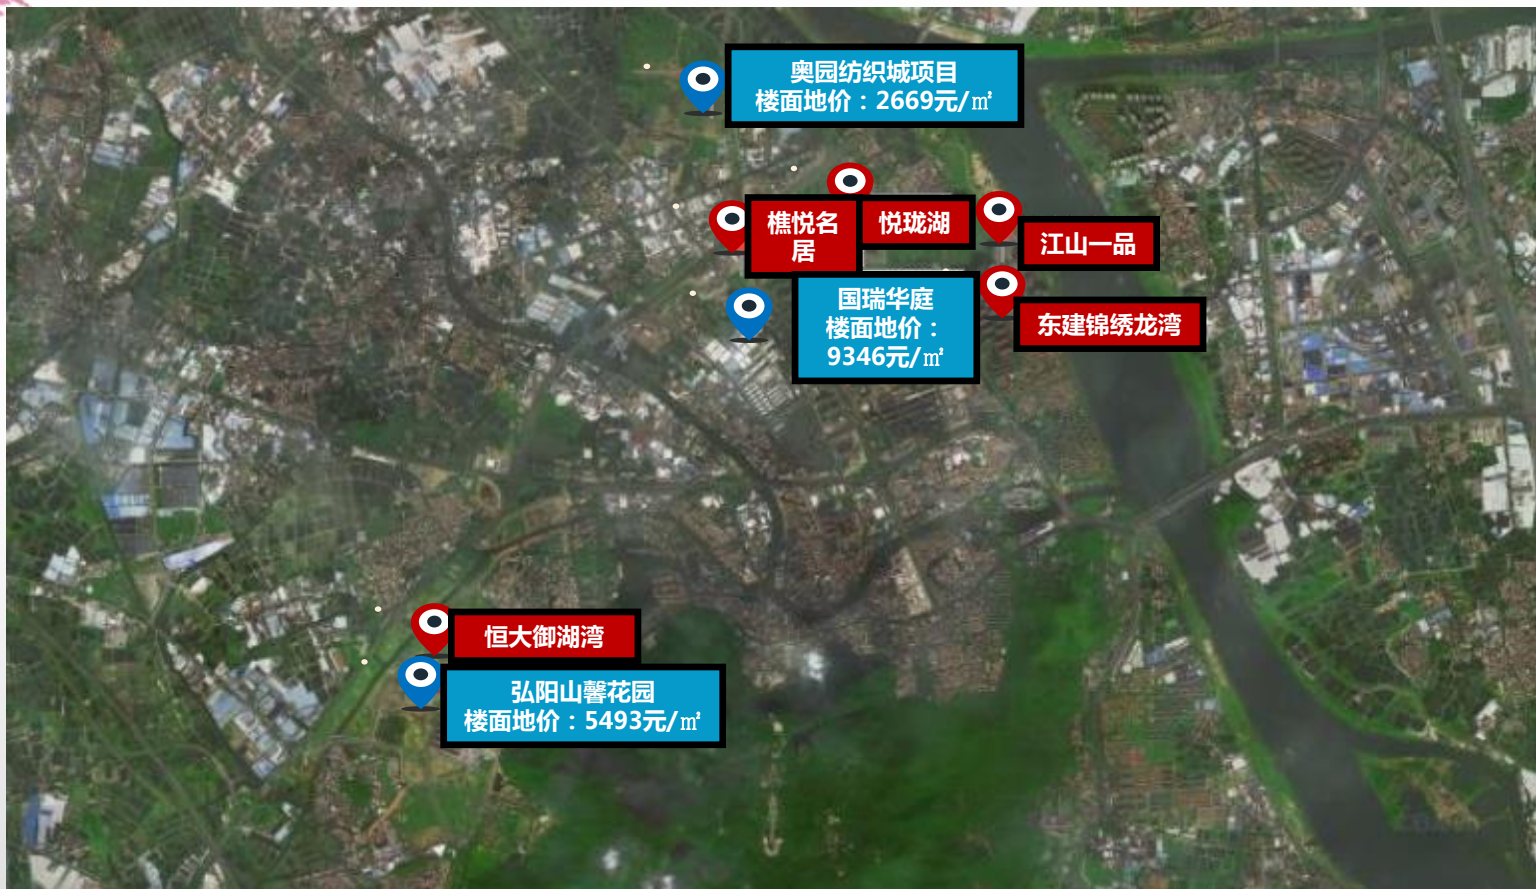 奥园纺织城项目
楼面地价：2669元/㎡
樵悦名
居
悦珑湖
江山一品
国瑞华庭
楼面地价：
9346元/㎡
东建锦绣龙湾
恒大御湖湾
弘阳山馨花园
楼面地价：5493元/㎡